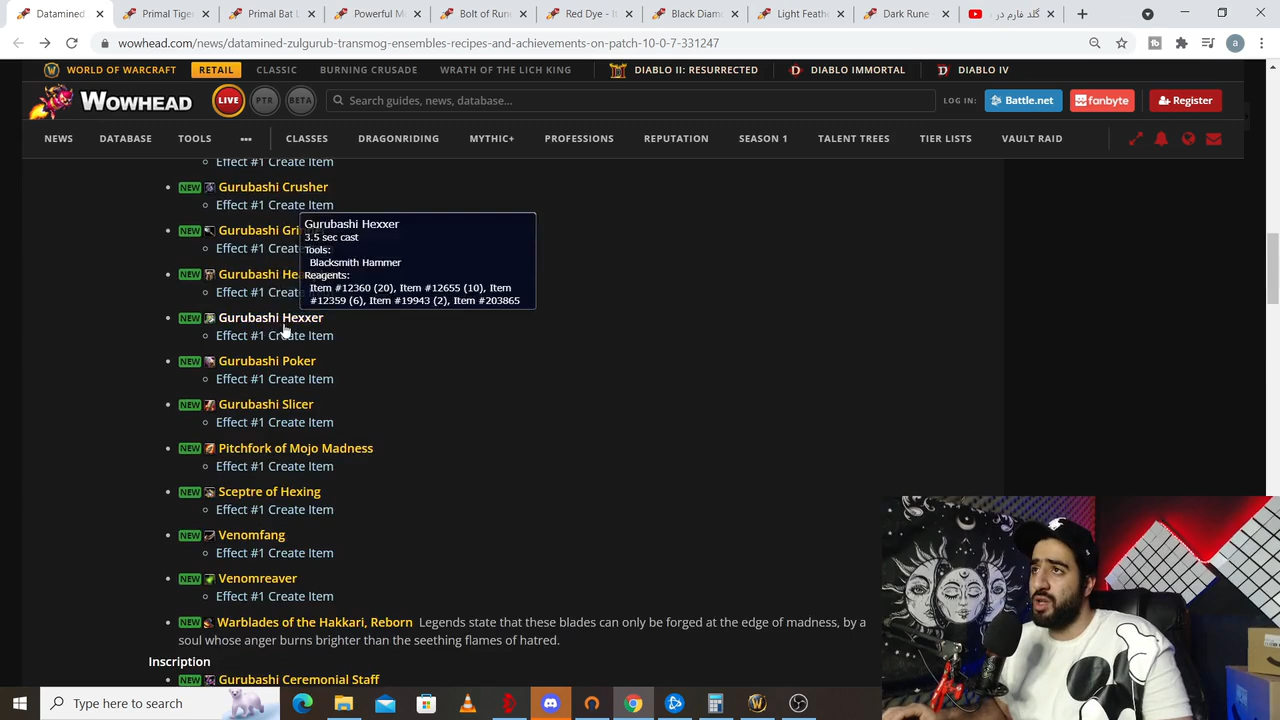 Datamined
Primal Tige
Primal Bat L
Powerful M
Bolt of Rune
Red Dye - It
Black Diam
Light Feath
Dark Rune
گلد فارم در
wowhead.com/news/datamined-zulgurub-transmog-ensembles-recipes-and-achievements-on-patch-10-0-7-331247
a
WORLD OF WARCRAFT
RETAIL
CLASSIC
BURNING CRUSADE
WRATH OF THE LICH KING
DIABLO II: RESURRECTED
DIABLO IMMORTAL
DIABLO IV
WOWHEAD
LIVE
PTR
BETA
Search guides, news, database...
LOG IN:
Battle.net
fanbyte
Register
NEWS
DATABASE
TOOLS
CLASSES
DRAGONRIDING
MYTHIC+
PROFESSIONS
REPUTATION
SEASON 1
TALENT TREES
TIER LISTS
VAULT RAID
Effect #1 Create Item
NEW Gurubashi Crusher
Effect #1 Create Item
NEW Gurubashi Gri
Effect #1 Create
NEW Gurubashi He
Effect #1 Create
Gurubashi Hexxer
3.5 sec cast
Tools:
Blacksmith Hammer
Reagents:
Item #12360 (20), Item #12655 (10), Item
#12359 (6), Item #19943 (2), Item #203865
NEW Gurubashi Hexxer
Effect #1 Create Item
NEW Gurubashi Poker
Effect #1 Create Item
NEW Gurubashi Slicer
Effect #1 Create Item
NEW Pitchfork of Mojo Madness
Effect #1 Create Item
NEW Sceptre of Hexing
Effect #1 Create Item
NEW Venomfang
Effect #1 Create Item
NEW Venomreaver
Effect #1 Create Item
NEW Warblades of the Hakkari, Reborn Legends state that these blades can only be forged at the edge of madness, by a
soul whose anger burns brighter than the seething flames of hatred.
Inscription
NEW Gurubashi Ceremonial Staff
Type here to search